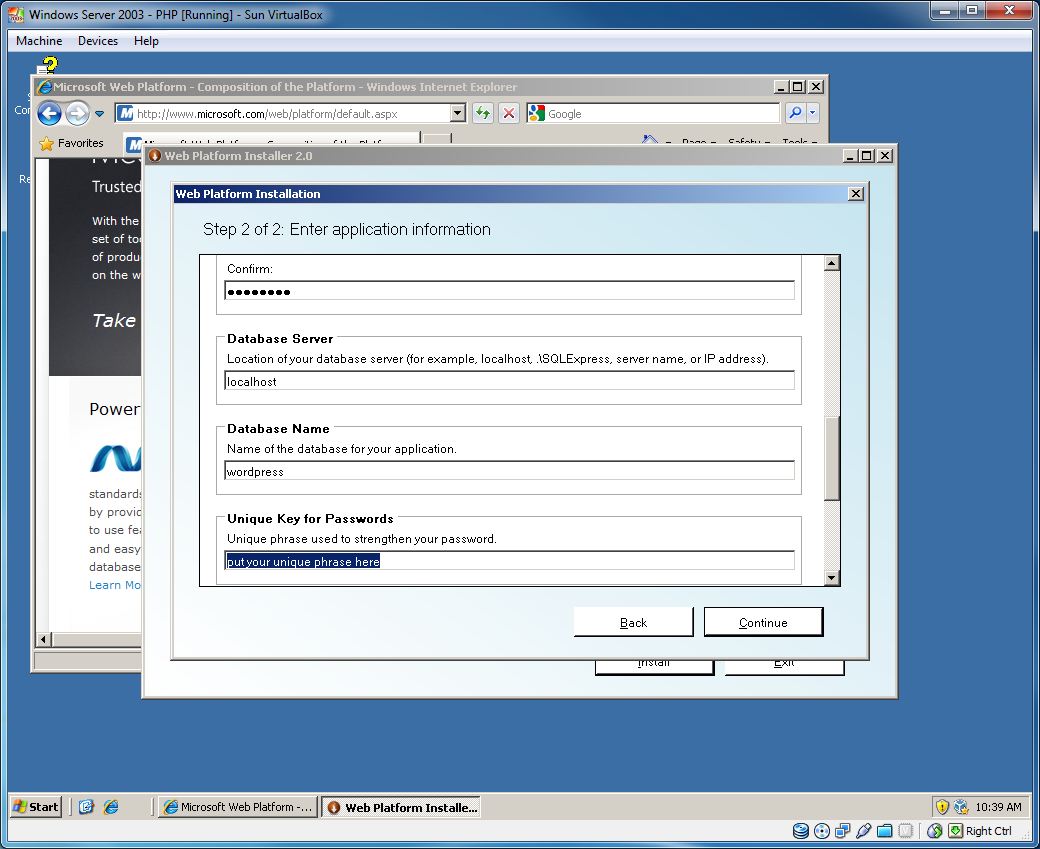 Windows Server 2003 - PHP [Running] - Sun VirtualBox
Machine Devices Help
Microsoft Web Platform - Composition of the Platform - Windows Internet Explorer
http://www.microsoft.com/web/platform/default.aspx
Google
Favorites
Page Safety Tools
Web Platform Installer 2.0
Trusted
With the
set of
of
on the
Take
Power
standards
by
to use
and easy
database
Learn
Web Platform Installation
Step 2 of 2: Enter application information
Confirm:
●●●●●●●●
Database Server
Location of your database server (for example, localhost, .\SQLExpress, server name, or IP address).
localhost
Database Name
Name of the database for your application.
wordpress
Unique Key for Passwords
Unique phrase used to strengthen your password.
put your unique phrase here
Back Continue
Install Exit
Start
Microsoft Web Platform -...
Web Platform Installe...
10:39 AM
Right Ctrl